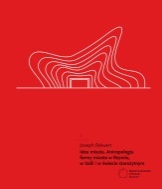 Joseph Rykwert
Idea miasta. Antropologia
formy miasta w Rzymie,
w Italii i w świecie starożytnym